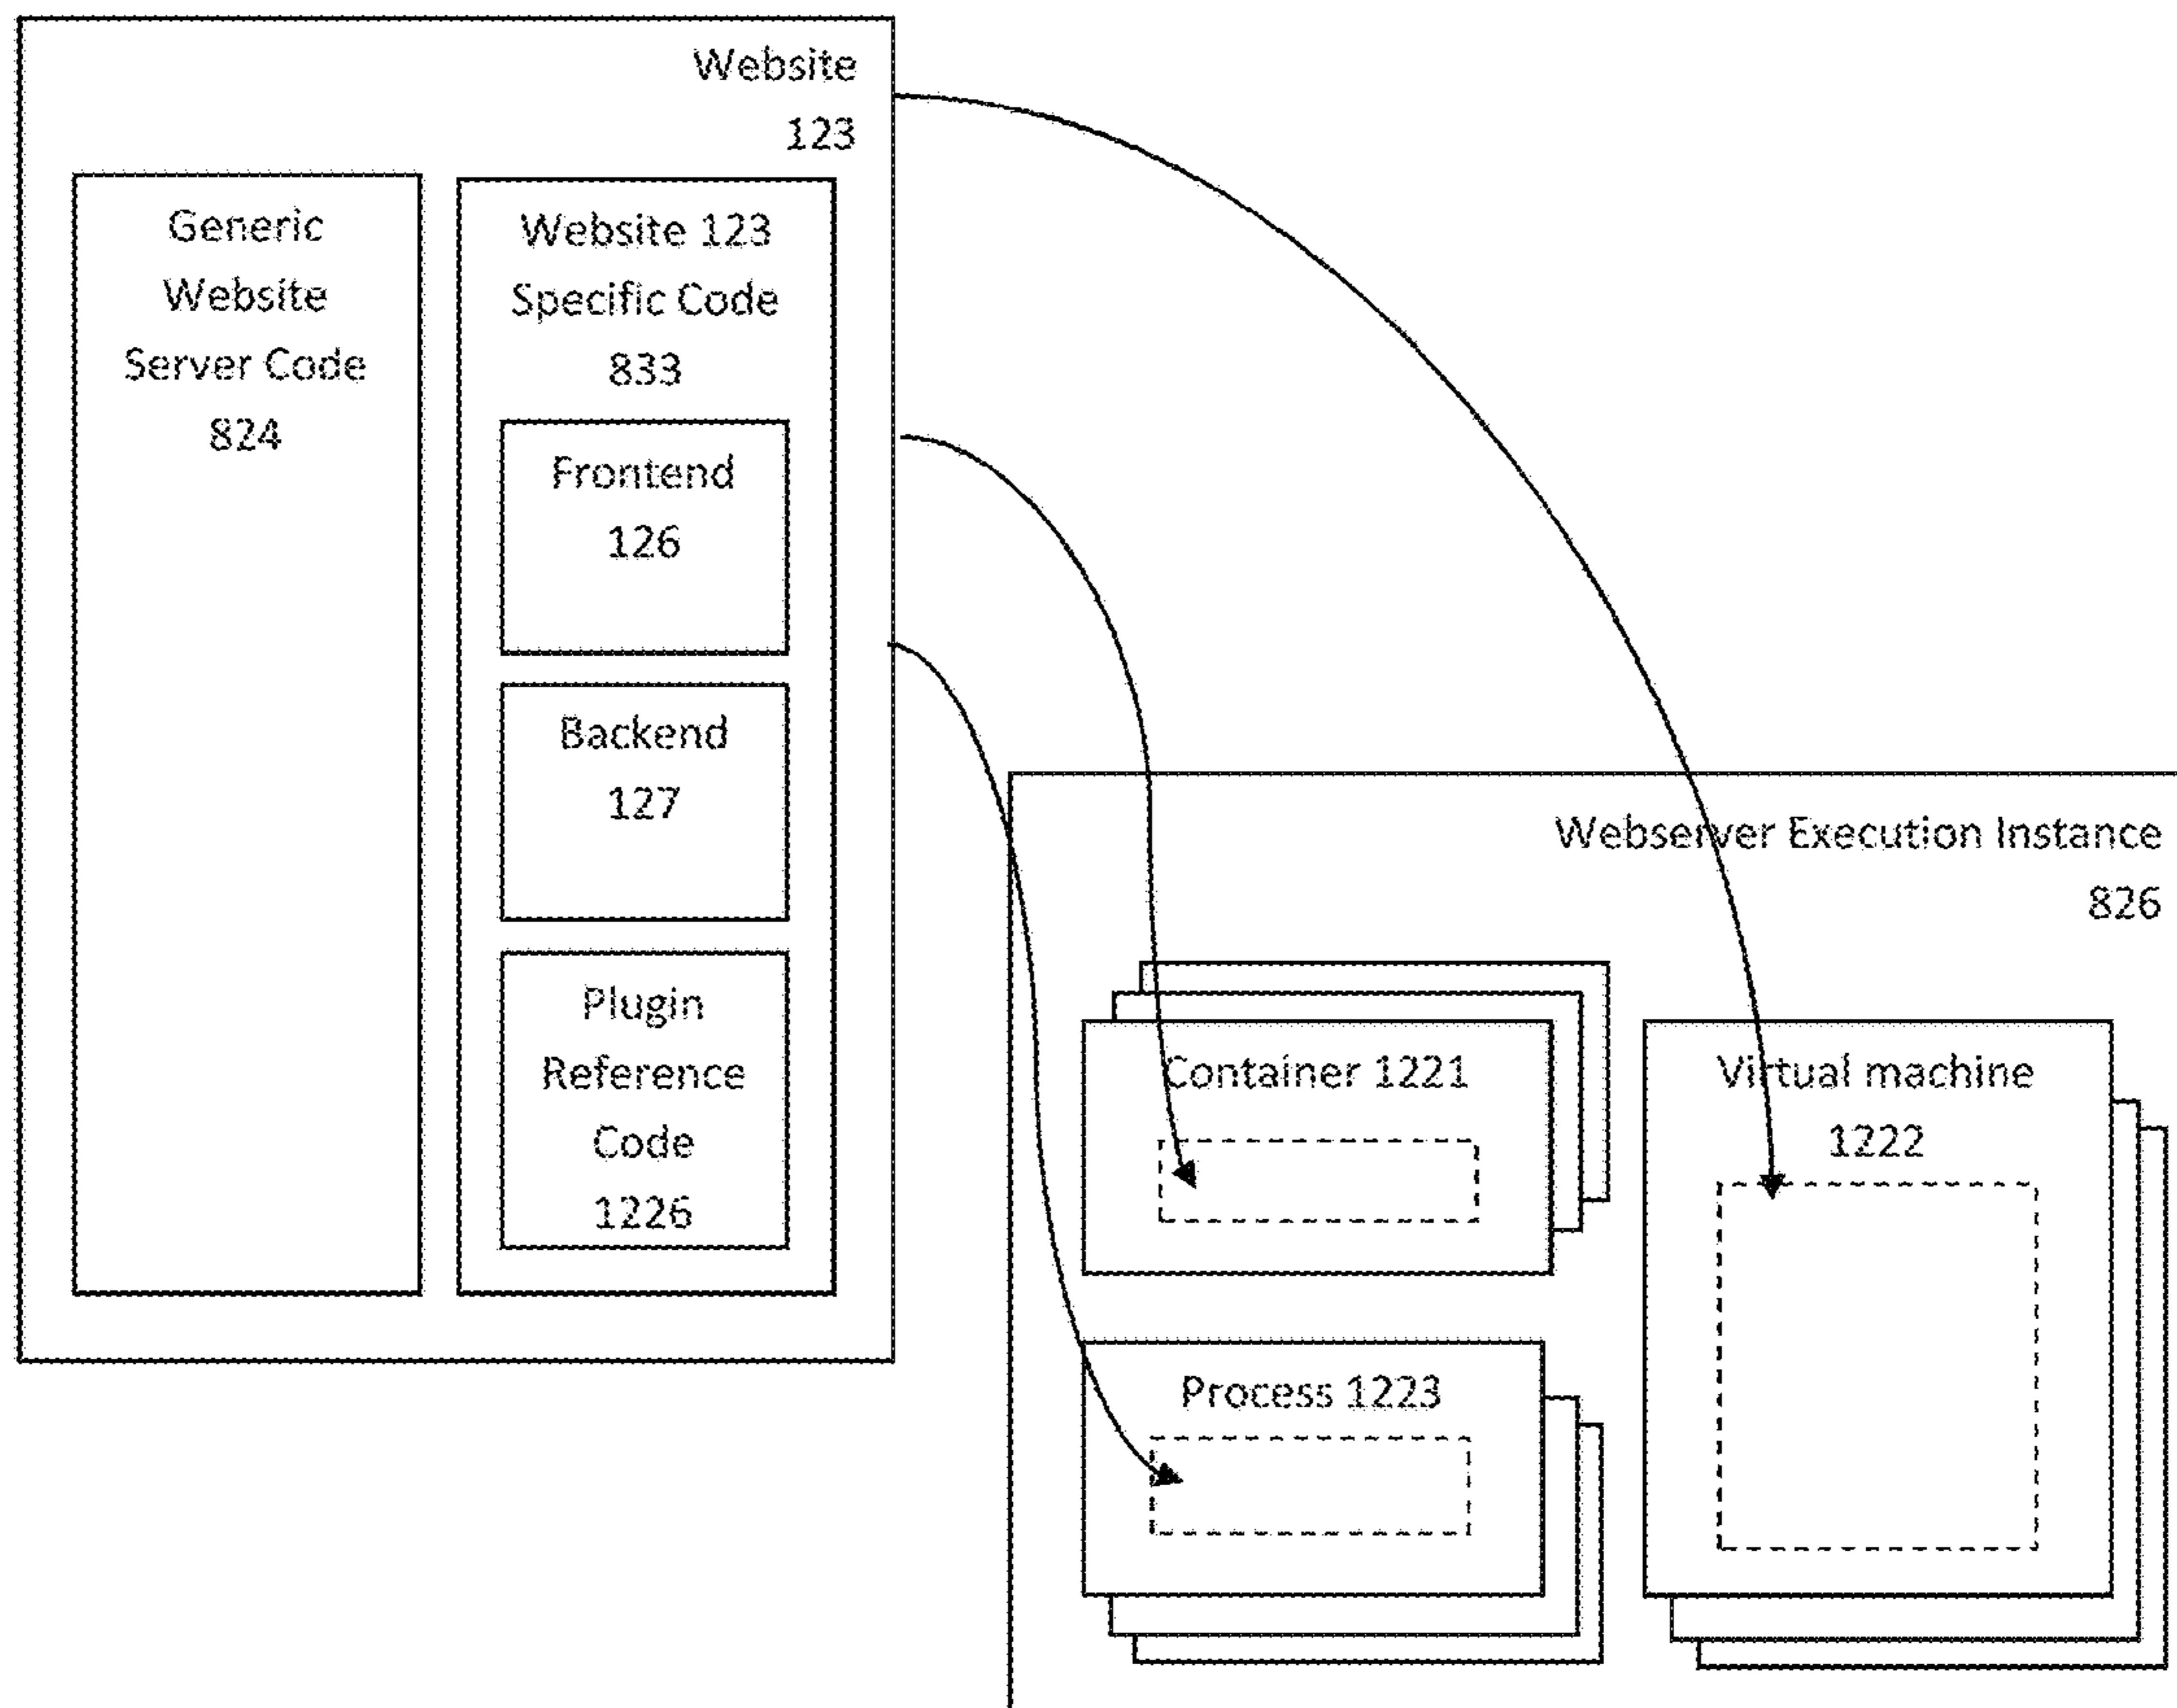 Website
123
Generic
Website
Server Code
824
Website 123
Specific Code
833
Frontend
126
Backend
127
Plugin
Reference
Code
1226
Webserver Execution Instance
826
Container 1221
Virtual machine
1222
Process 1223